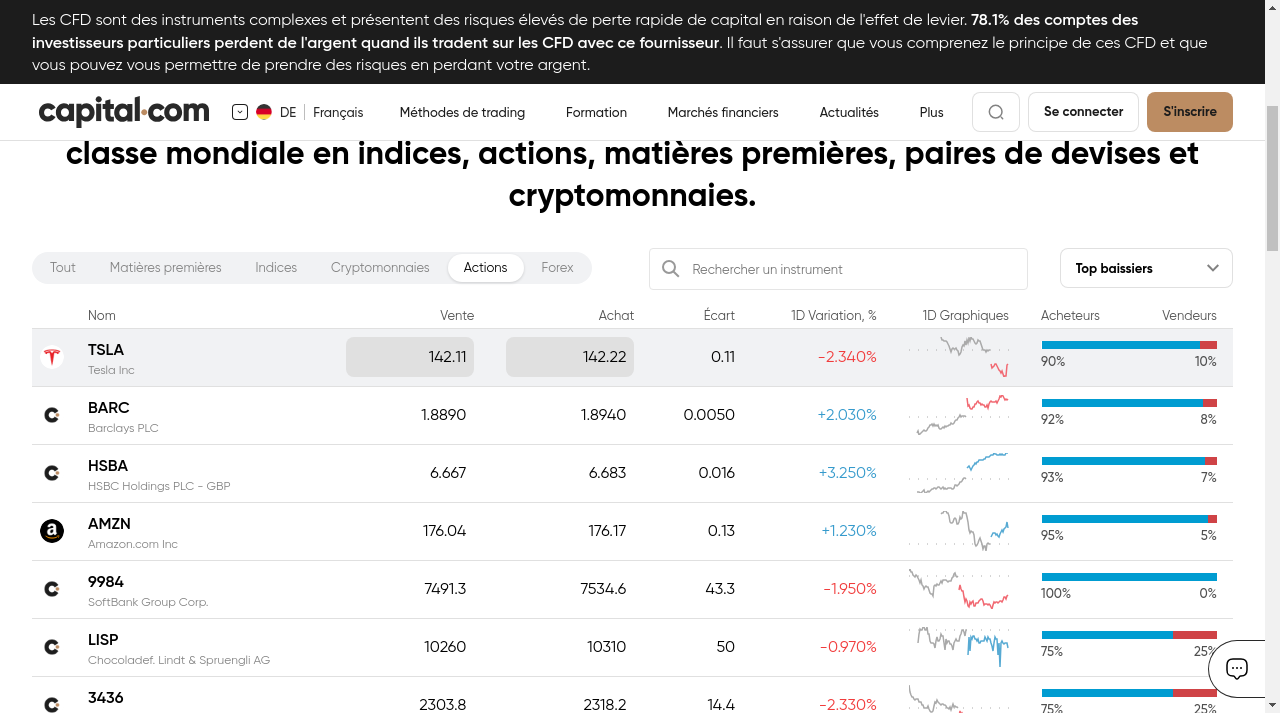 Les CFD sont des instruments complexes et présentent des risques élevés de perte rapide de capital en raison de l'effet de levier. 78.1% des comptes des
investisseurs particuliers perdent de l'argent quand ils tradent sur les CFD avec ce fournisseur. Il faut s'assurer que vous comprenez le principe de ces CFD et que
vous pouvez vous permettre de prendre des risques en perdant votre argent.
capital.com DE Français Méthodes de trading Formation Marchés financiers Actualités Plus Se connecter S'inscrire
classe mondiale en indices, actions, matières premières, paires de devises et
cryptomonnaies.
Tout Matières premières Indices Cryptomonnaies Actions Forex Rechercher un instrument Top baissiers
Nom Vente Achat Écart 1D Variation, % 1D Graphiques Acheteurs Vendeurs
TSLA 142.11 142.22 0.11 -2.340% 90% 10%
Tesla Inc
BARC 1.8890 1.8940 0.0050 +2.030% 92% 8%
Barclays PLC
HSBA 6.667 6.683 0.016 +3.250% 93% 7%
HSBC Holdings PLC - GBP
AMZN 176.04 176.17 0.13 +1.230% 95% 5%
Amazon.com Inc
9984 7491.3 7534.6 43.3 -1.950% 100% 0%
SoftBank Group Corp.
LISP 10260 10310 50 -0.970% 75% 25%
Chocoladef. Lindt & Spruengli AG
3436 2303.8 2318.2 14.4 -2.330% 75% 25%